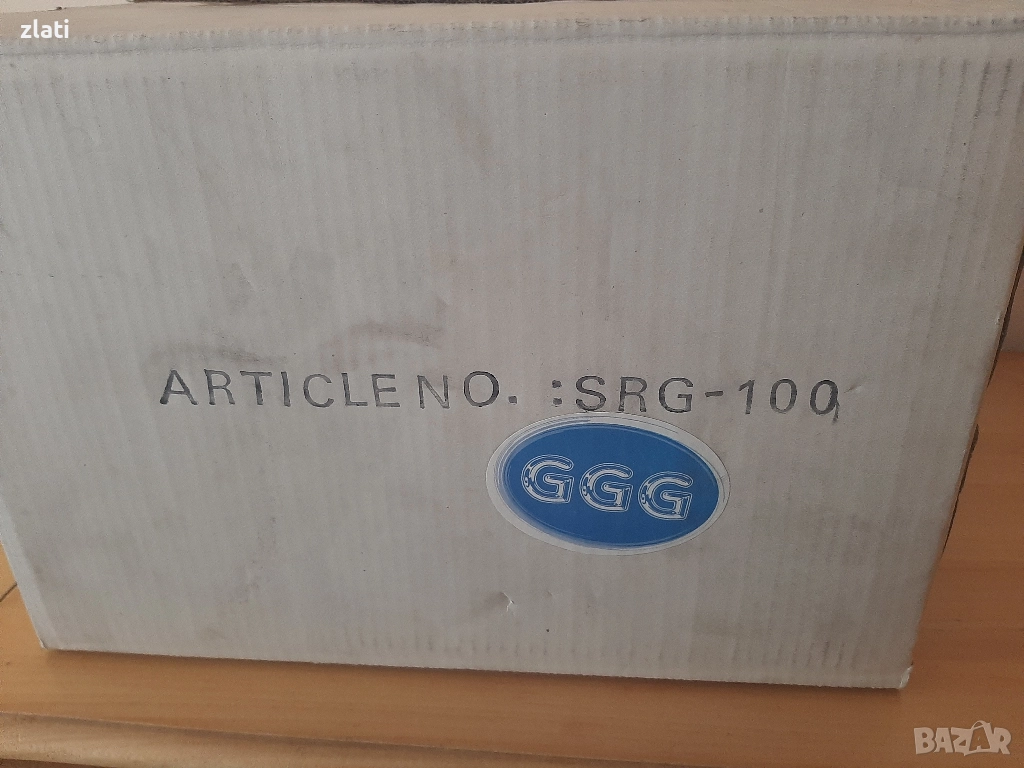 zlati
ARTICLE NO. :SRG-100
GGG
BAZAR